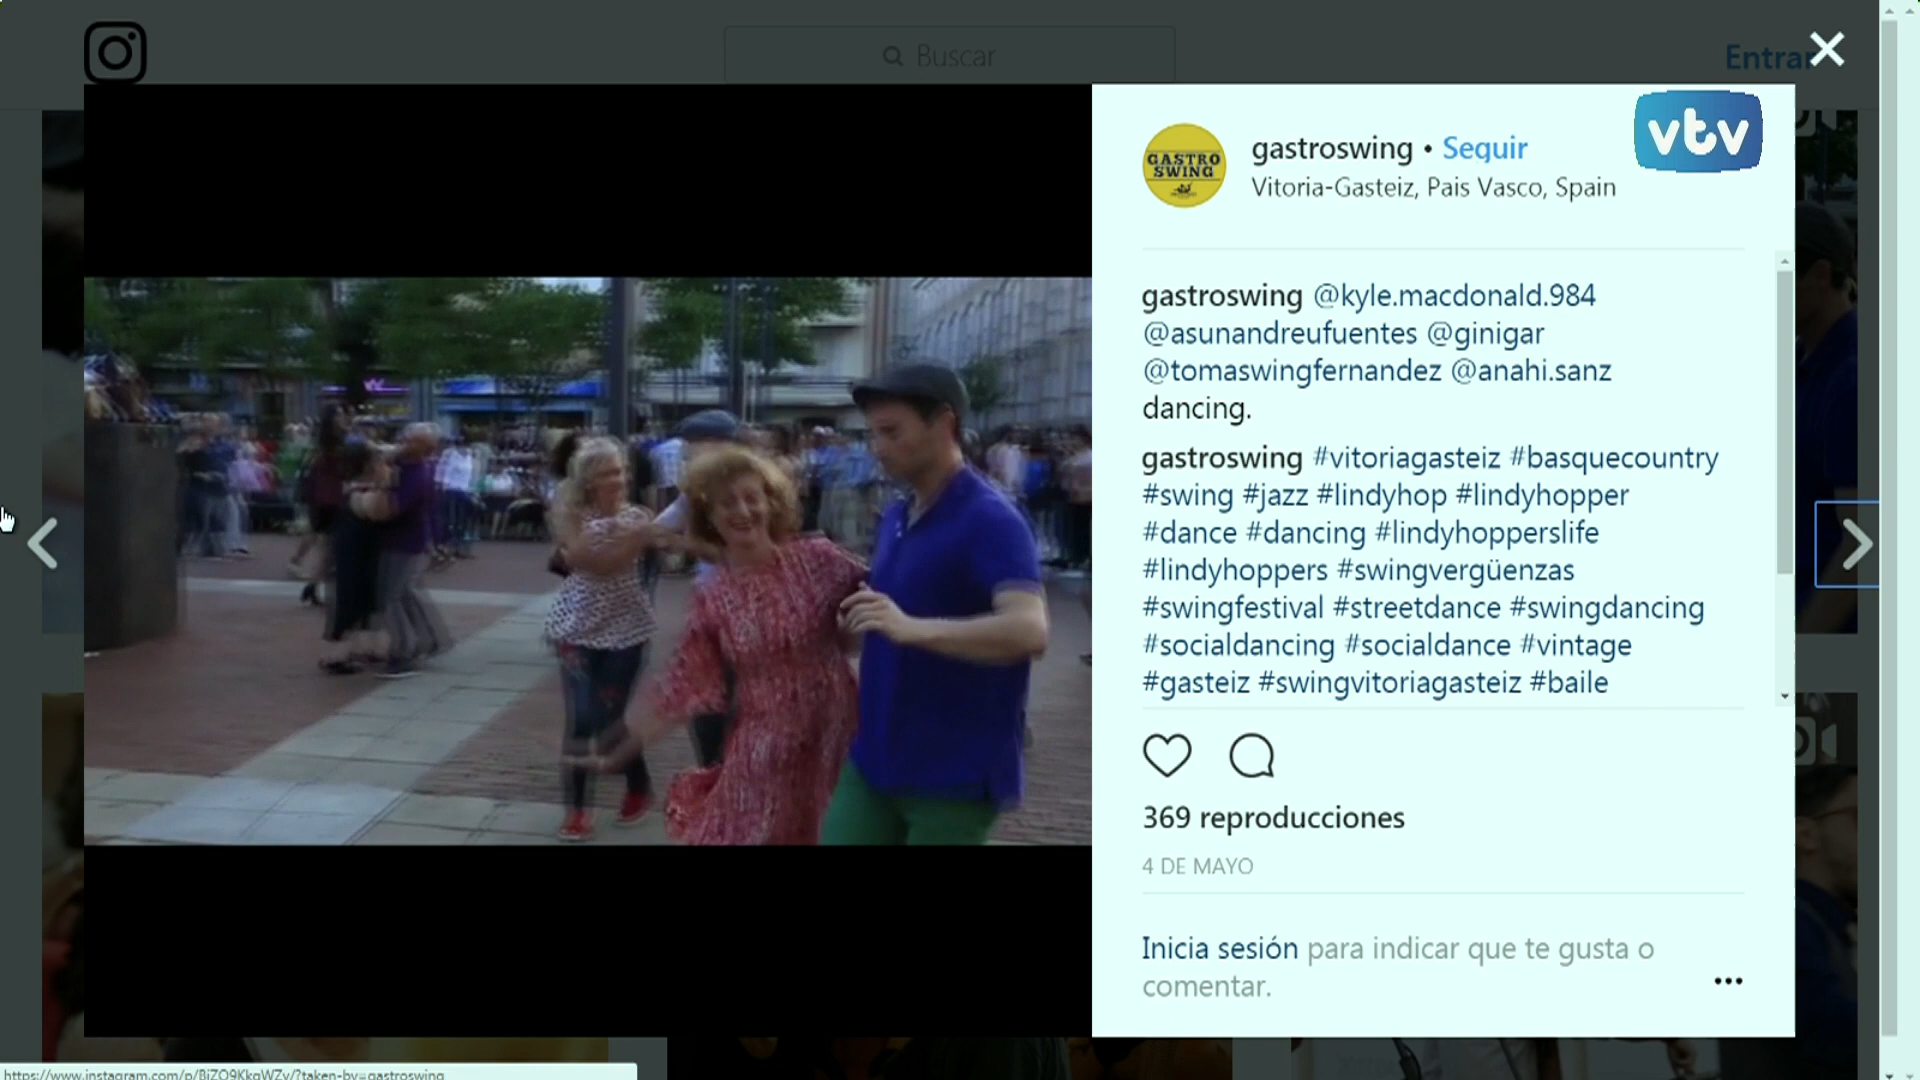 Buscar
Entrar
vtv
GASTRO
SWING
gastroswing • Seguir
Vitoria-Gasteiz, Pais Vasco, Spain
gastroswing @kyle.macdonald.984
@asunandreufuentes @ginigar
@tomaswingfernandez @anahi.sanz
dancing.
gastroswing #vitoriagasteiz #basquecountry
#swing #jazz #lindyhop #lindyhopper
#dance #dancing #lindyhopperslife
#lindyhoppers #swingvergüenzas
#swingfestival #streetdance #swingdancing
#socialdancing #socialdance #vintage
#gasteiz #swingvitoriagasteiz #baile
369 reproducciones
4 DE MAYO
Inicia sesión para indicar que te gusta o
comentar.